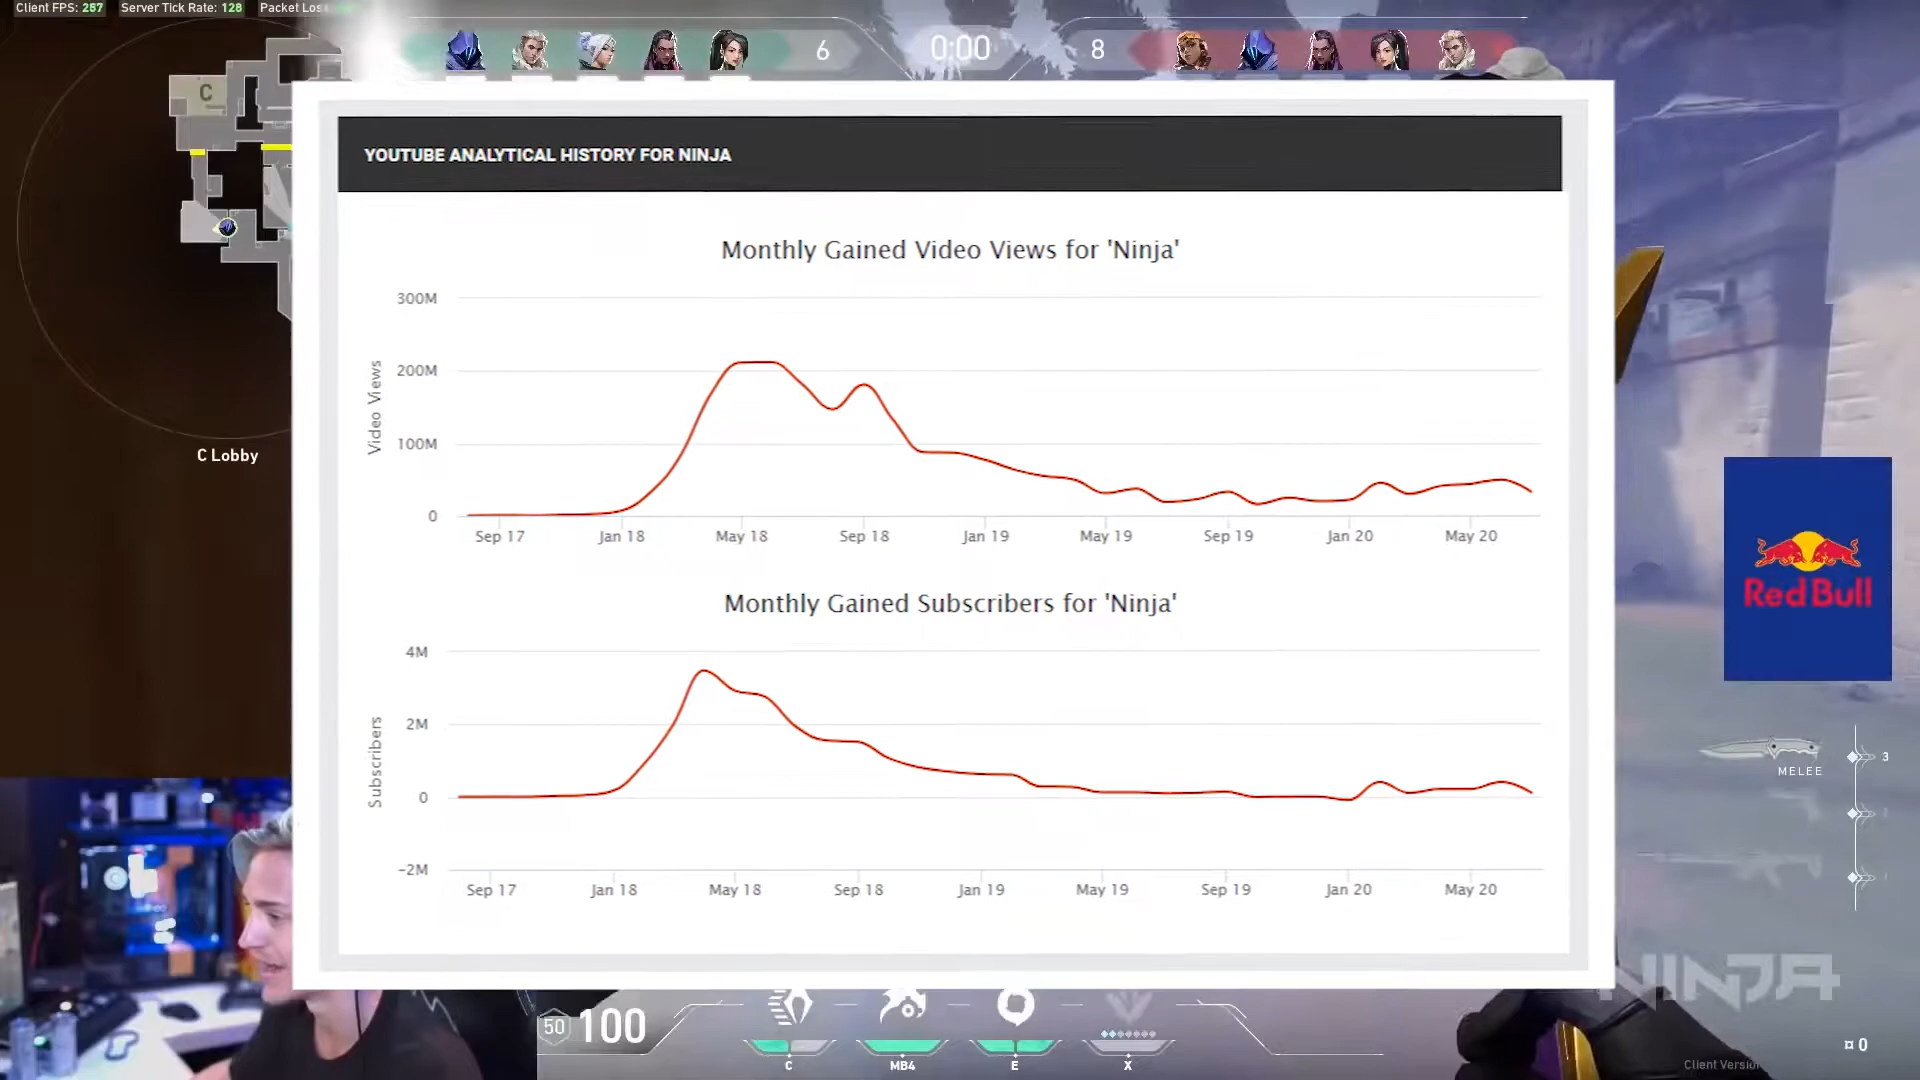 Client FPS: 257 Server Tick Rate: 128 Packet Loss
6 0:00 8
C
C Lobby
YOUTUBE ANALYTICAL HISTORY FOR NINJA
Monthly Gained Video Views for 'Ninja'
300M
200M
100M
0
Video Views
Sep 17 Jan 18 May 18 Sep 18 Jan 19 May 19 Sep 19 Jan 20 May 20
Monthly Gained Subscribers for 'Ninja'
4M
2M
0
-2M
Subscribers
Sep 17 Jan 18 May 18 Sep 18 Jan 19 May 19 Sep 19 Jan 20 May 20
Red Bull
3
MELEE
NINJA
50 100
C MB4 E X
¤ 0
Client